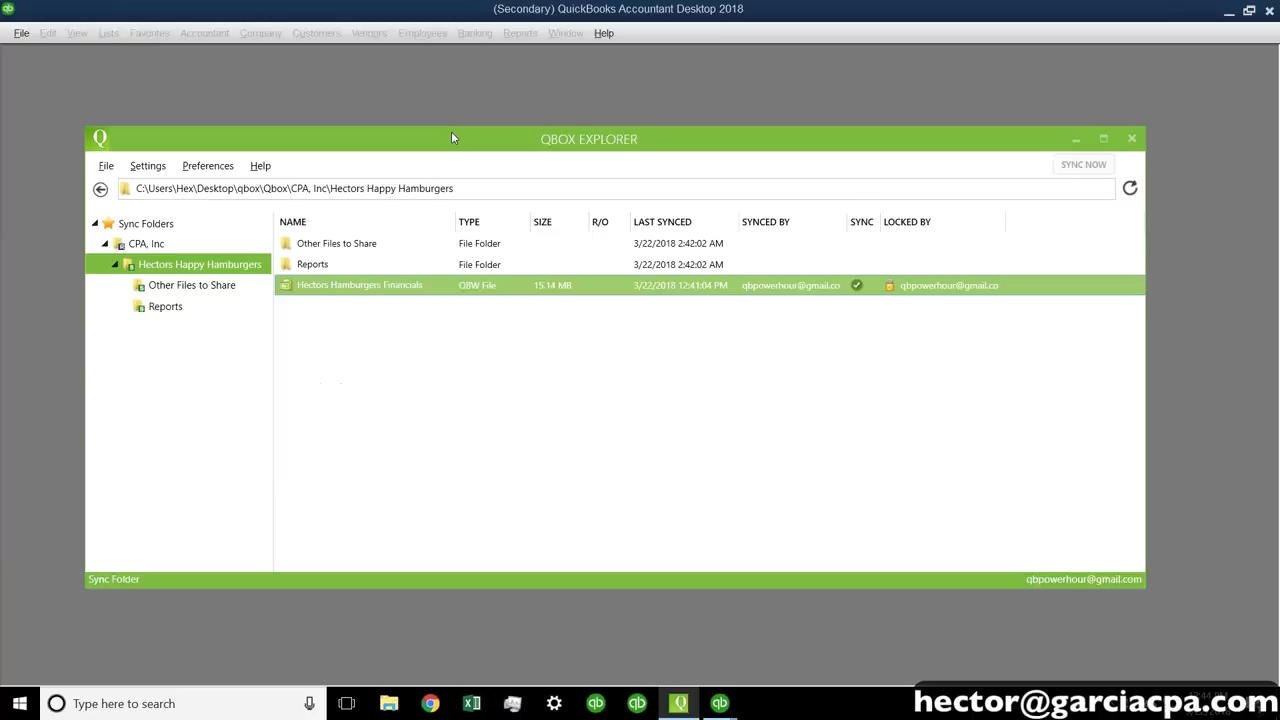 qb (Secondary) QuickBooks Accountant Desktop 2018
File Edit View Lists Favorites Accountant Company Customers Vendors Employees Banking Reports Window Help
Q QBOX EXPLORER
File Settings Preferences Help SYNC NOW
C:\Users\Hex\Desktop\qbox\Qbox\CPA, Inc\Hectors Happy Hamburgers
Sync Folders NAME TYPE SIZE R/O LAST SYNCED SYNCED BY SYNC LOCKED BY
CPA, Inc Other Files to Share File Folder 3/22/2018 2:42:02 AM
Hectors Happy Hamburgers Reports File Folder 3/22/2018 2:42:02 AM
Other Files to Share Hectors Hamburgers Financials QBW File 15.14 MB 3/22/2018 12:41:04 PM qbpowerhour@gmail.co qbpowerhour@gmail.co
Reports
Sync Folder qbpowerhour@gmail.com
Type here to search qb qb Q qb
hector@garciacpa.com